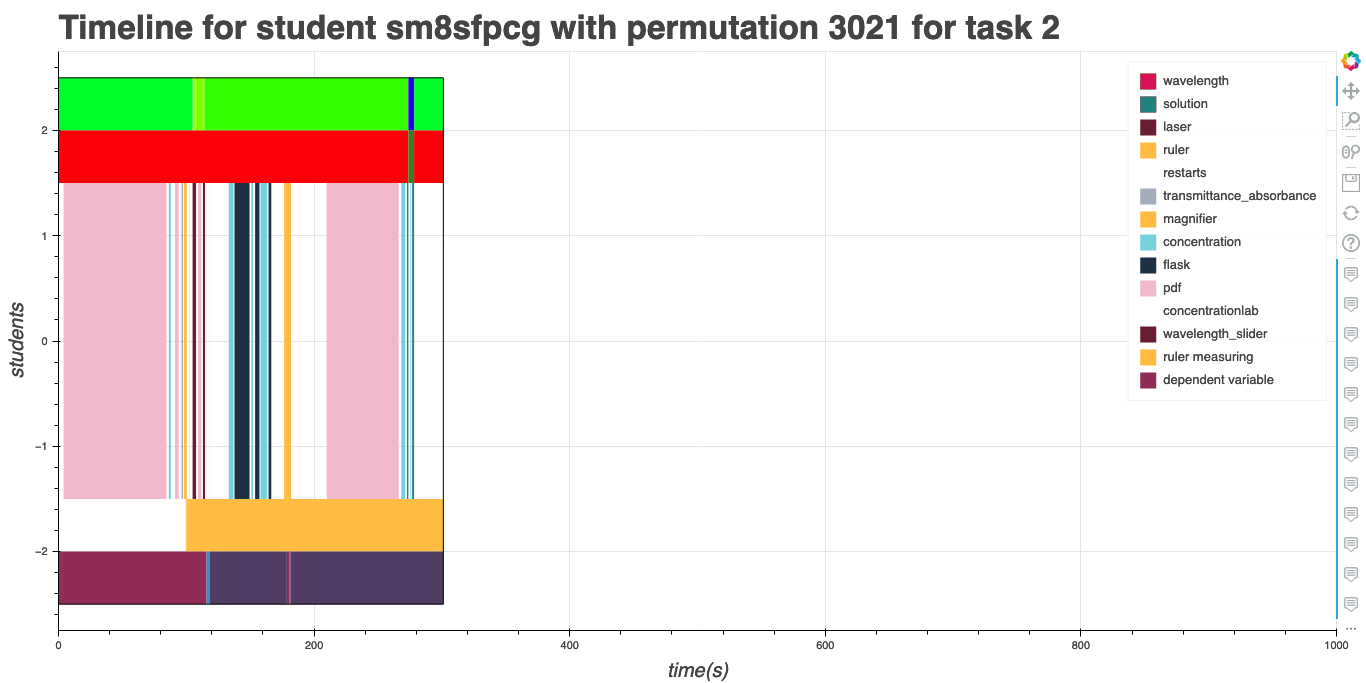 Timeline for student sm8sfpcg with permutation 3021 for task 2
wavelength
solution
laser
ruler
restarts
transmittance_absorbance
magnifier
concentration
flask
pdf
concentrationlab
wavelength_slider
ruler measuring
dependent variable
students
2
1
0
−1
−2
0
200
400
600
800
1000
time(s)